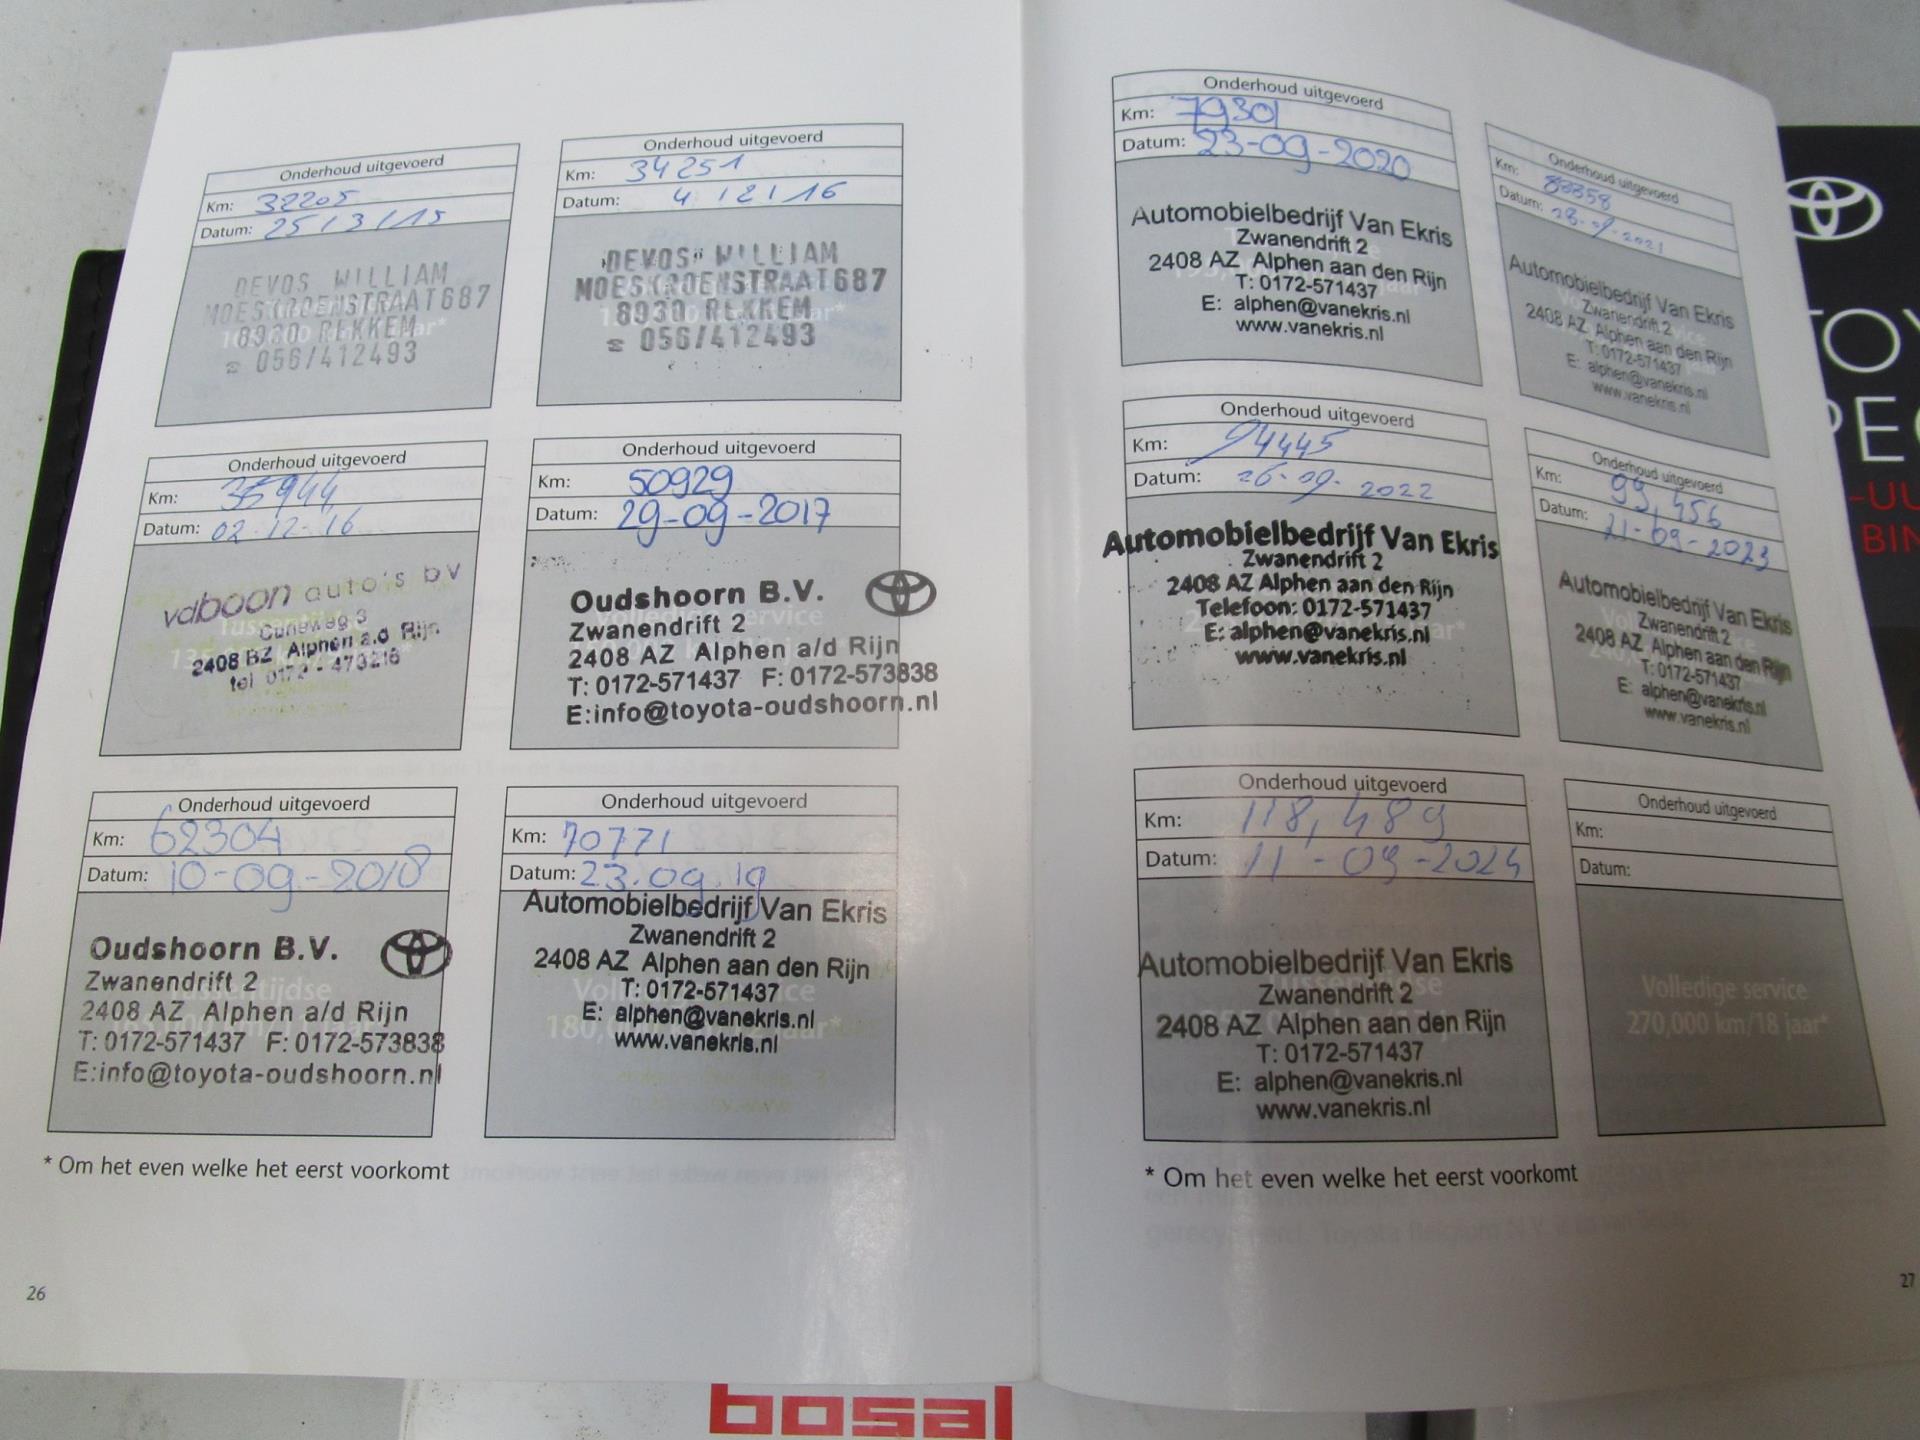 Onderhoud uitgevoerd
Km: 32205
Datum: 25/3/15
DEVOS WILLIAM
MOESKROENSTRAAT 687
8930 REKKEM
☎ 056/412493
Onderhoud uitgevoerd
Km: 34251
Datum: 4/2/16
"DEVOS" WILLIAM
MOESKROENSTRAAT 687
8930 REKKEM
☎ 056/412493
Onderhoud uitgevoerd
Km: 35944
Datum: 02-12-16
vdboon auto's bv
2408 BZ Alphen a.d Rijn
tel 0172 - 473216
Onderhoud uitgevoerd
Km: 50929
Datum: 29-09-2017
Oudshoorn B.V.
Zwanendrift 2
2408 AZ Alphen a/d Rijn
T: 0172-571437 F: 0172-573838
E:info@toyota-oudshoorn.nl
Onderhoud uitgevoerd
Km: 62304
Datum: 10-09-2018
Oudshoorn B.V.
Zwanendrift 2
2408 AZ Alphen a/d Rijn
T: 0172-571437 F: 0172-573838
E:info@toyota-oudshoorn.nl
Onderhoud uitgevoerd
Km: 70771
Datum: 23.09.19
Automobielbedrijf Van Ekris
Zwanendrift 2
2408 AZ Alphen aan den Rijn
T: 0172-571437
E: alphen@vanekris.nl
www.vanekris.nl
* Om het even welke het eerst voorkomt
26
Onderhoud uitgevoerd
Km: 79301
Datum: 23-09-2020
Automobielbedrijf Van Ekris
Zwanendrift 2
2408 AZ Alphen aan den Rijn
T: 0172-571437
E: alphen@vanekris.nl
www.vanekris.nl
Onderhoud uitgevoerd
Km:
Datum:
Automobielbedrijf Van Ekris
Zwanendrift 2
2408 AZ Alphen aan den Rijn
T: 0172-571437
E: alphen@vanekris.nl
www.vanekris.nl
Onderhoud uitgevoerd
Km: 94445
Datum: 26-09-2022
Automobielbedrijf Van Ekris
Zwanendrift 2
2408 AZ Alphen aan den Rijn
Telefoon: 0172-571437
E: alphen@vanekris.nl
www.vanekris.nl
Onderhoud uitgevoerd
Km: 99,456
Datum: 21-09-2023
Automobielbedrijf Van Ekris
Zwanendrift 2
2408 AZ Alphen aan den Rijn
T: 0172-571437
E: alphen@vanekris.nl
www.vanekris.nl
Onderhoud uitgevoerd
Km: 118,489
Datum: 11-09-2024
Automobielbedrijf Van Ekris
Zwanendrift 2
2408 AZ Alphen aan den Rijn
T: 0172-571437
E: alphen@vanekris.nl
www.vanekris.nl
Onderhoud uitgevoerd
Km:
Datum:
Volledige service
270,000 km/18 jaar*
* Om het even welke het eerst voorkomt
27
bosal